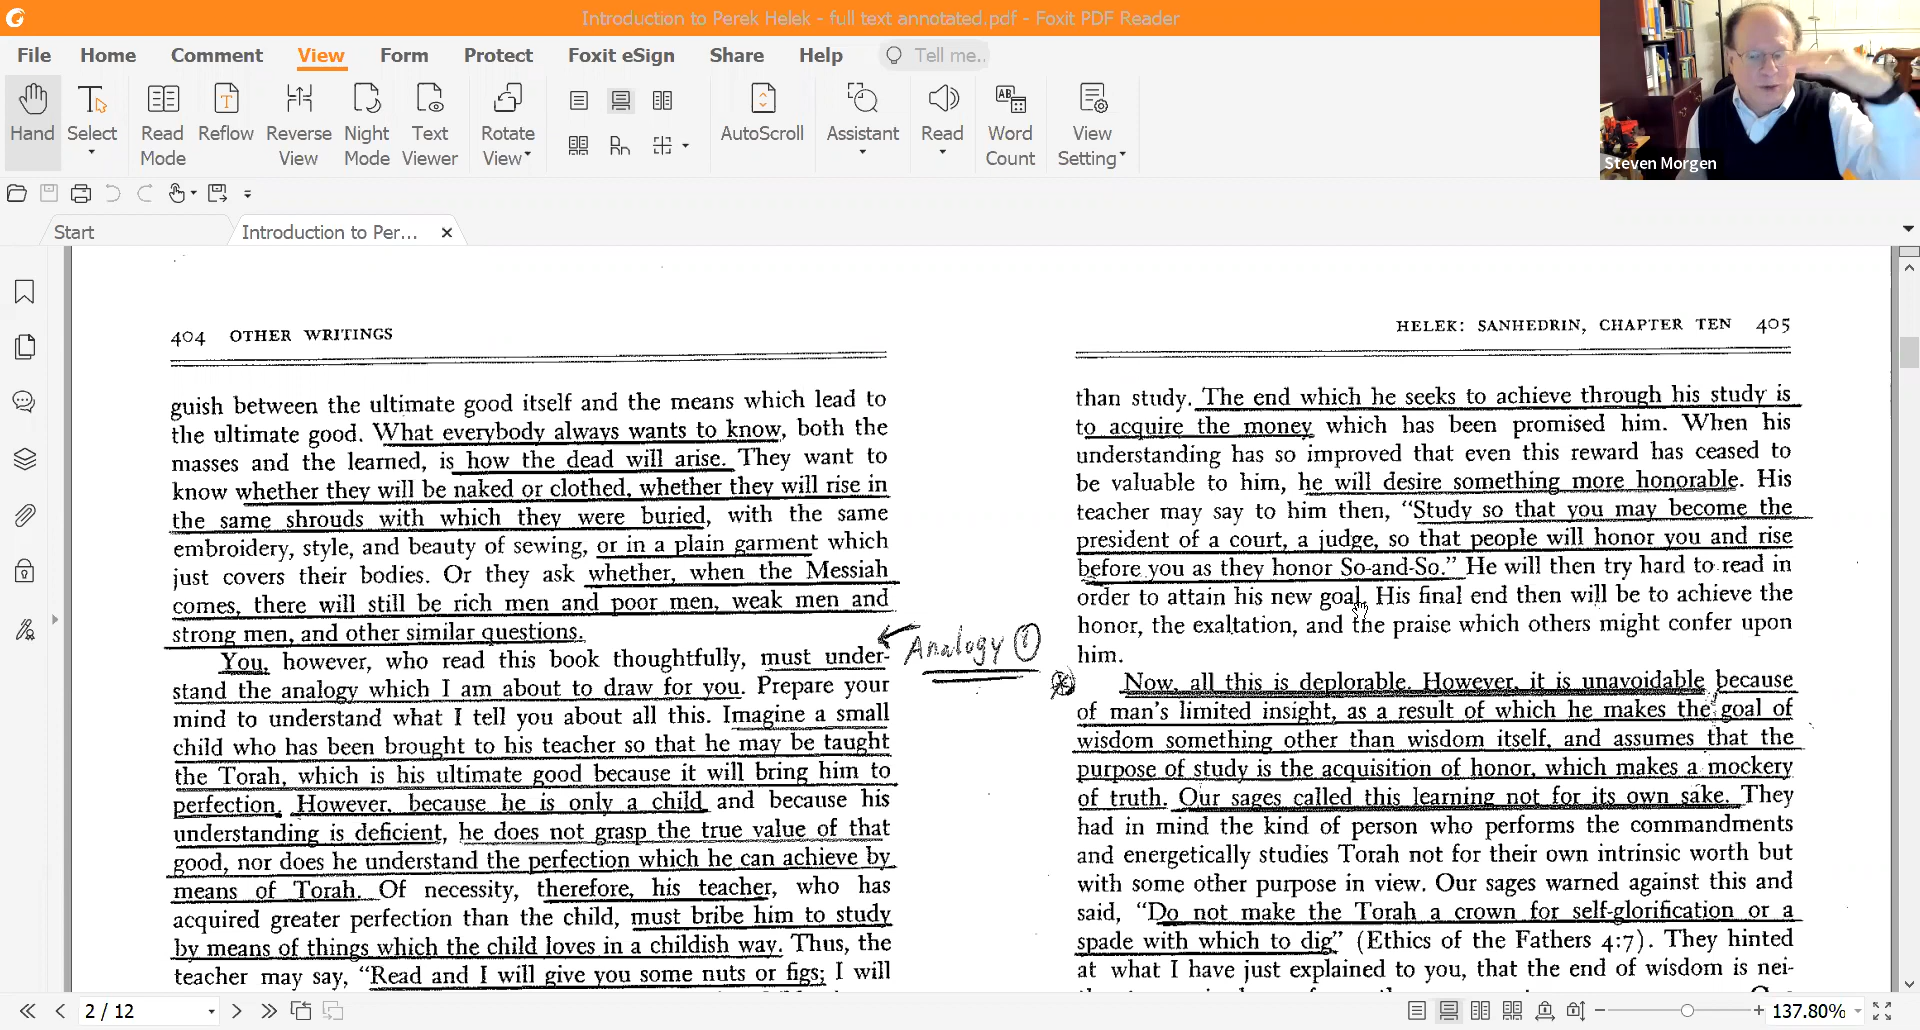 Introduction to Perek Helek - full text annotated.pdf - Foxit PDF Reader
File Home Comment View Form Protect Foxit eSign Share Help Tell me..
Hand Select Read Mode Reflow Reverse View Night Mode Text Viewer Rotate View AutoScroll Assistant Read Word Count View Setting
Steven Morgen
Start Introduction to Per...
404 OTHER WRITINGS
guish between the ultimate good itself and the means which lead to
the ultimate good. What everybody always wants to know, both the
masses and the learned, is how the dead will arise. They want to
know whether they will be naked or clothed, whether they will rise in
the same shrouds with which they were buried, with the same
embroidery, style, and beauty of sewing, or in a plain garment which
just covers their bodies. Or they ask whether, when the Messiah
comes, there will still be rich men and poor men, weak men and
strong men, and other similar questions.
You, however, who read this book thoughtfully, must under-
stand the analogy which I am about to draw for you. Prepare your
mind to understand what I tell you about all this. Imagine a small
child who has been brought to his teacher so that he may be taught
the Torah, which is his ultimate good because it will bring him to
perfection. However, because he is only a child and because his
understanding is deficient, he does not grasp the true value of that
good, nor does he understand the perfection which he can achieve by
means of Torah. Of necessity, therefore, his teacher, who has
acquired greater perfection than the child, must bribe him to study
by means of things which the child loves in a childish way. Thus, the
teacher may say, "Read and I will give you some nuts or figs; I will
Analogy ①
HELEK: SANHEDRIN, CHAPTER TEN 405
than study. The end which he seeks to achieve through his study is
to acquire the money which has been promised him. When his
understanding has so improved that even this reward has ceased to
be valuable to him, he will desire something more honorable. His
teacher may say to him then, "Study so that you may become the
president of a court, a judge, so that people will honor you and rise
before you as they honor So-and-So." He will then try hard to read in
order to attain his new goal. His final end then will be to achieve the
honor, the exaltation, and the praise which others might confer upon
him.
Now, all this is deplorable. However, it is unavoidable because
of man's limited insight, as a result of which he makes the goal of
wisdom something other than wisdom itself, and assumes that the
purpose of study is the acquisition of honor, which makes a mockery
of truth. Our sages called this learning not for its own sake. They
had in mind the kind of person who performs the commandments
and energetically studies Torah not for their own intrinsic worth but
with some other purpose in view. Our sages warned against this and
said, "Do not make the Torah a crown for self-glorification or a
spade with which to dig" (Ethics of the Fathers 4:7). They hinted
at what I have just explained to you, that the end of wisdom is nei-
2 / 12
137.80%